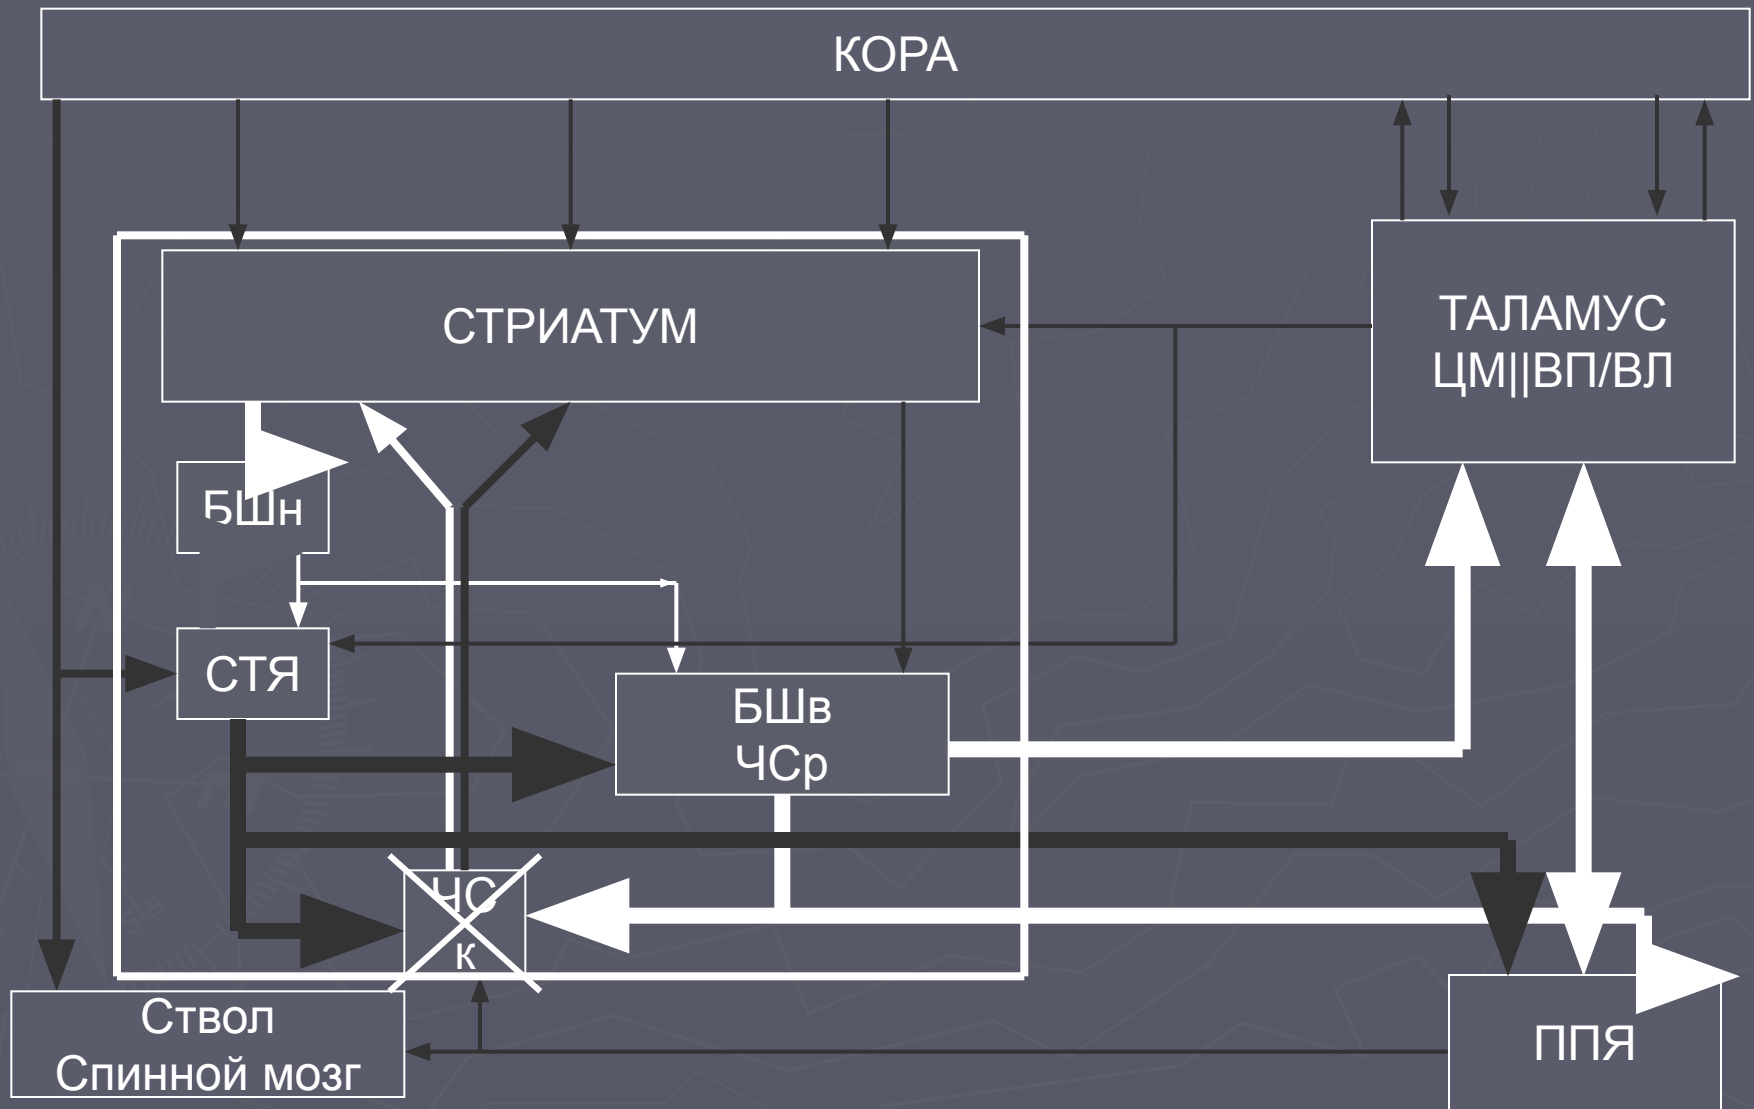 КОРА
СТРИАТУМ
ТАЛАМУС
ЦМ||ВП/ВЛ
БШн
СТЯ
БШв
ЧСр
ЧС
к
Ствол
Спинной мозг
ППЯ